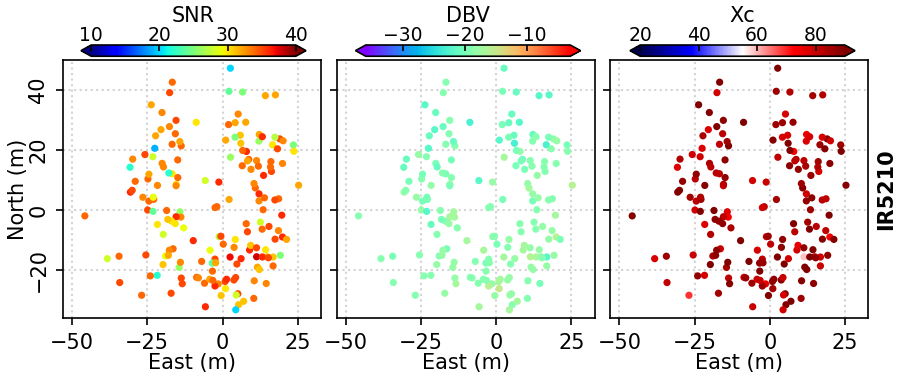 SNR DBV Xc
10 20 30 40 −30 −20 −10 20 40 60 80
40
20
0
−20
North (m)
IR5210
−50 −25 0 25 −50 −25 0 25 −50 −25 0 25
East (m) East (m) East (m)